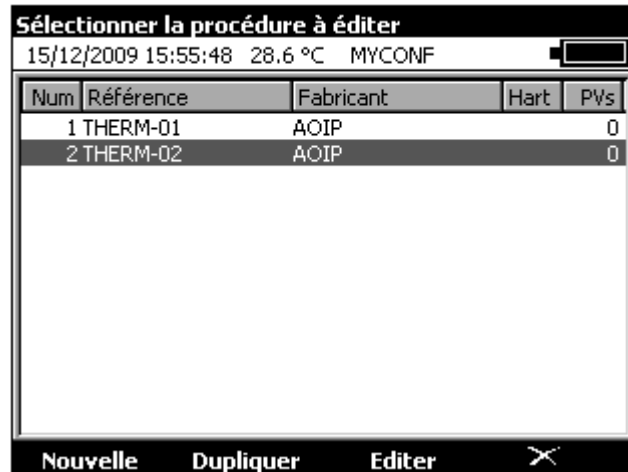 Sélectionner la procédure à éditer
15/12/2009 15:55:48 28.6 °C MYCONF
Num Référence Fabricant Hart PVs
1 THERM-01 AOIP 0
2 THERM-02 AOIP 0
Nouvelle Dupliquer Editer